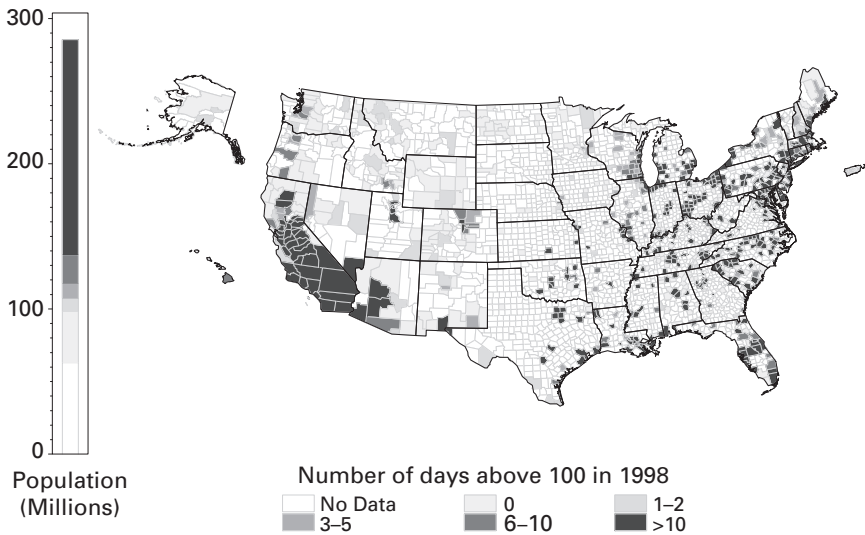 300
200
100
0
Population
(Millions)
Number of days above 100 in 1998
No Data 0 1–2
3–5 6–10 >10